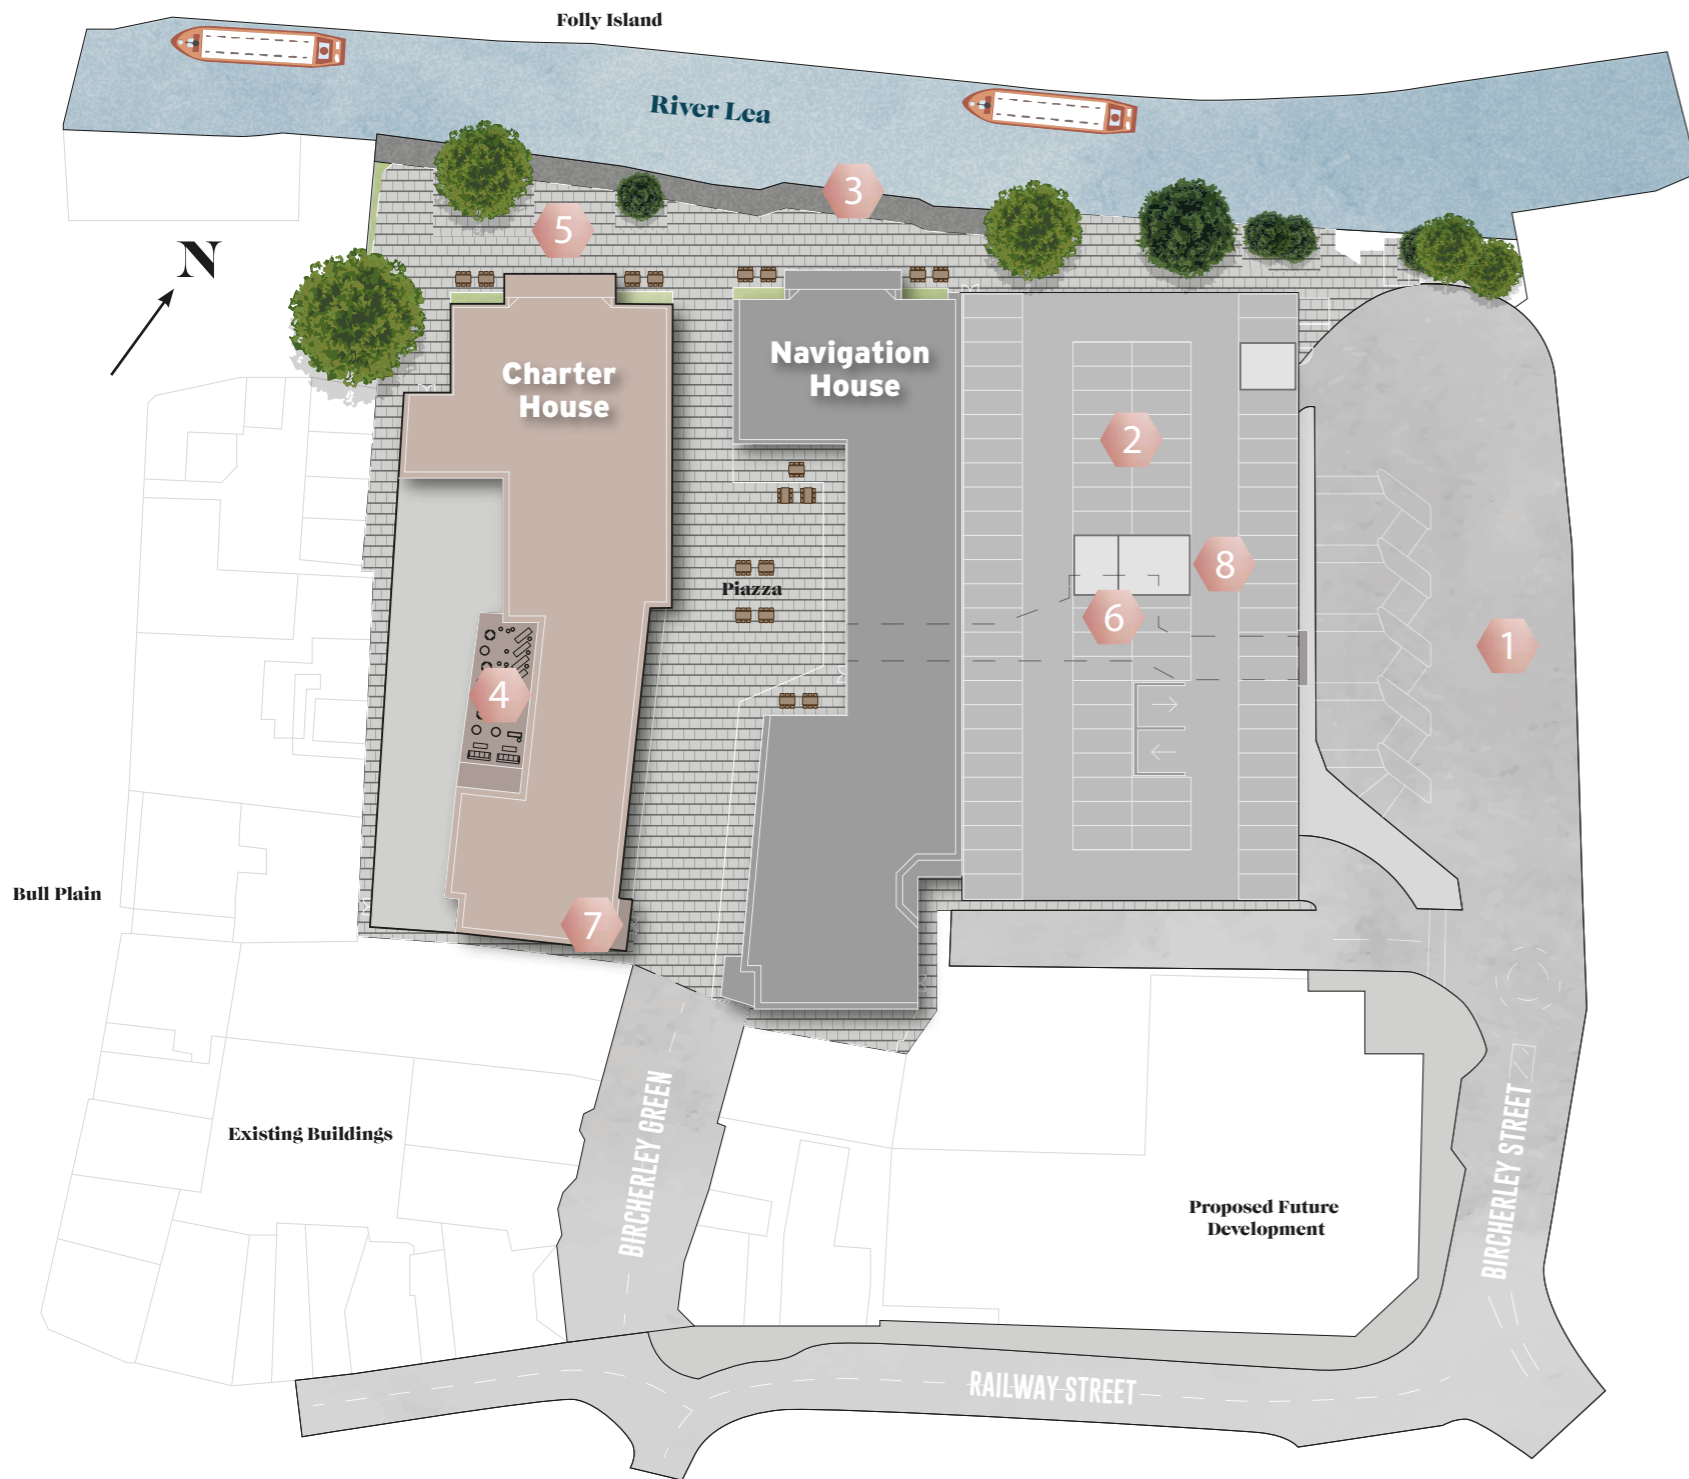 Folly Island
River Lea
3
5
N
Navigation
House
Charter
House
2
8
Piazza
6
1
4
Bull Plain
7
BIRCHERLEY GREEN
Existing Buildings
BIRCHERLEY STREET
Proposed Future
Development
RAILWAY STREET